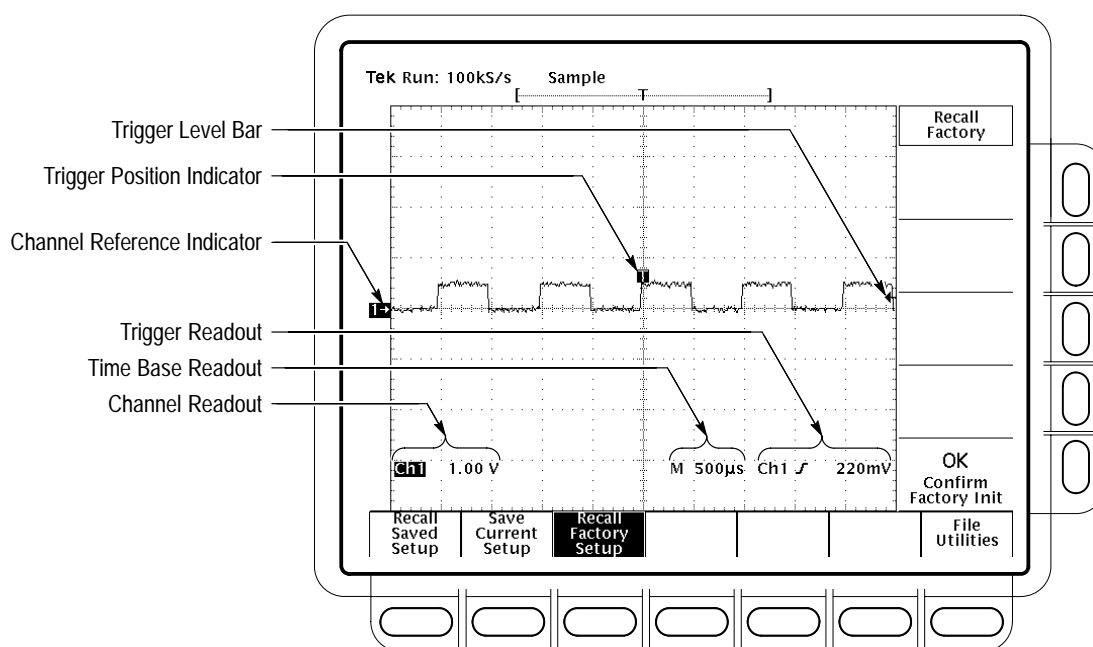 Tek Run: 100kS/s Sample
[ T ]
Recall
Factory
Trigger Level Bar
Trigger Position Indicator
Channel Reference Indicator
T
1→
Trigger Readout
Time Base Readout
Channel Readout
Ch1 1.00 V M 500µs Ch1 220mV
OK
Confirm
Factory Init
Recall
Saved
Setup
Save
Current
Setup
Recall
Factory
Setup
File
Utilities